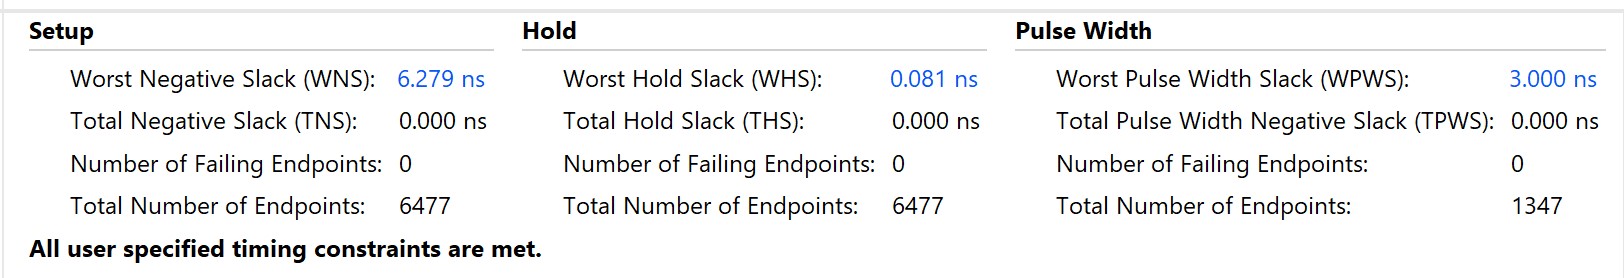 Setup Hold Pulse Width
Worst Negative Slack (WNS): 6.279 ns Worst Hold Slack (WHS): 0.081 ns Worst Pulse Width Slack (WPWS): 3.000 ns
Total Negative Slack (TNS): 0.000 ns Total Hold Slack (THS): 0.000 ns Total Pulse Width Negative Slack (TPWS): 0.000 ns
Number of Failing Endpoints: 0 Number of Failing Endpoints: 0 Number of Failing Endpoints: 0
Total Number of Endpoints: 6477 Total Number of Endpoints: 6477 Total Number of Endpoints: 1347
All user specified timing constraints are met.